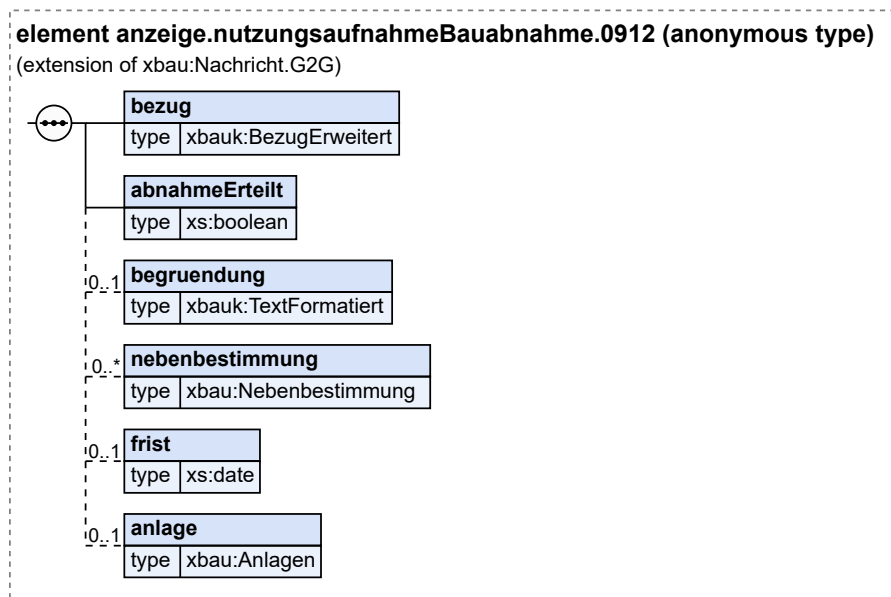 element anzeige.nutzungsaufnahmeBauabnahme.0912 (anonymous type)
(extension of xbau:Nachricht.G2G)
bezug
type xbauk:BezugErweitert
abnahmeErteilt
type xs:boolean
0..1 begruendung
type xbauk:TextFormatiert
0..* nebenbestimmung
type xbau:Nebenbestimmung
0..1 frist
type xs:date
0..1 anlage
type xbau:Anlagen